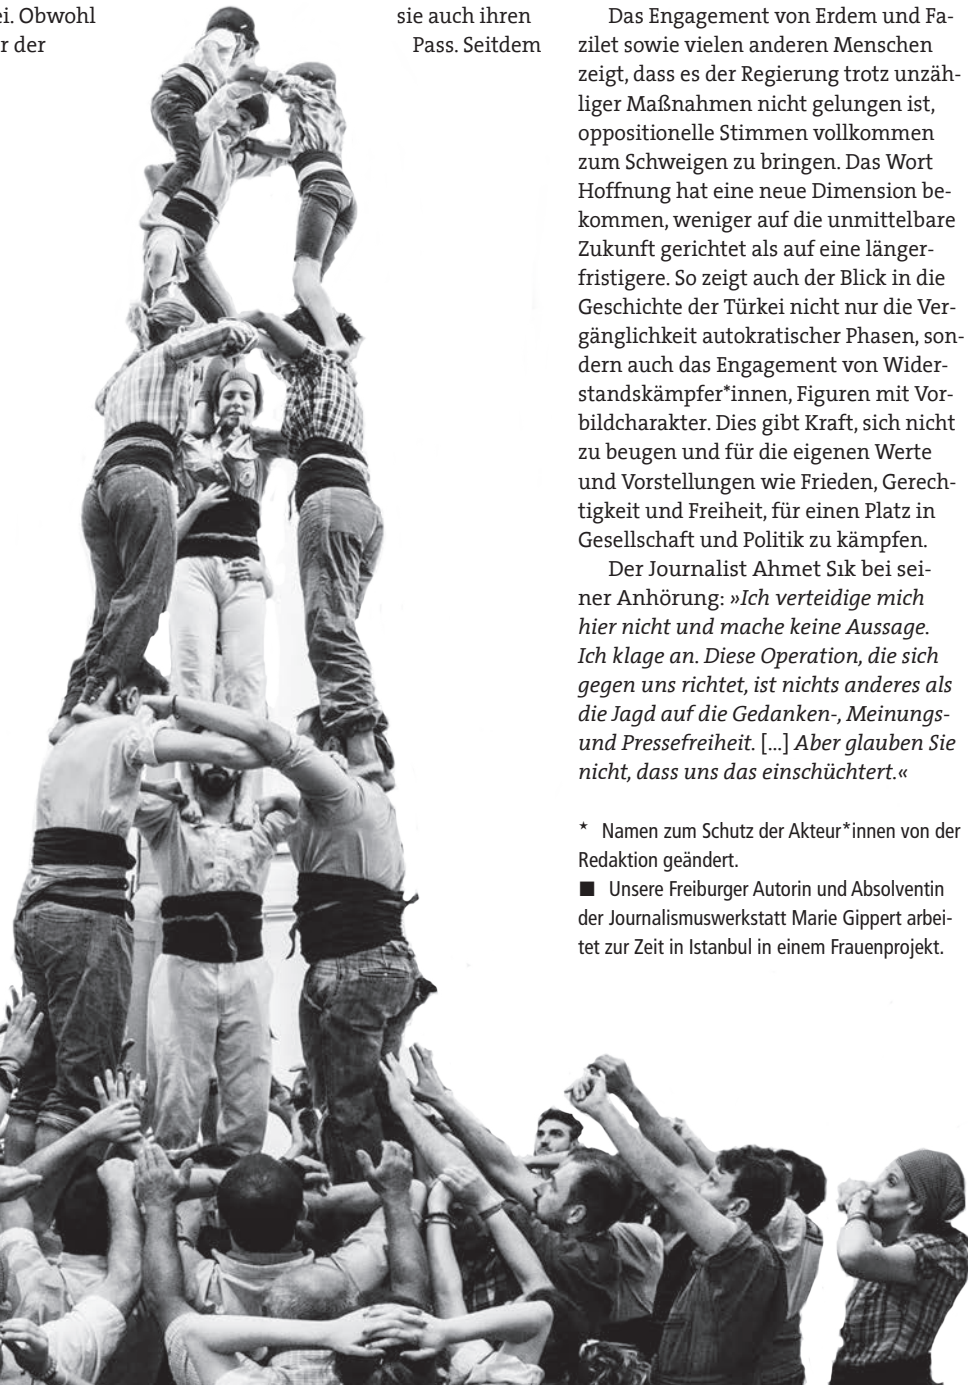 ei. Obwohl
r der
sie auch ihren
Pass. Seitdem
Das Engagement von Erdem und Fa-
zilet sowie vielen anderen Menschen
zeigt, dass es der Regierung trotz unzäh-
liger Maßnahmen nicht gelungen ist,
oppositionelle Stimmen vollkommen
zum Schweigen zu bringen. Das Wort
Hoffnung hat eine neue Dimension be-
kommen, weniger auf die unmittelbare
Zukunft gerichtet als auf eine länger-
fristigere. So zeigt auch der Blick in die
Geschichte der Türkei nicht nur die Ver-
gänglichkeit autokratischer Phasen, son-
dern auch das Engagement von Wider-
standskämpfer*innen, Figuren mit Vor-
bildcharakter. Dies gibt Kraft, sich nicht
zu beugen und für die eigenen Werte
und Vorstellungen wie Frieden, Gerech-
tigkeit und Freiheit, für einen Platz in
Gesellschaft und Politik zu kämpfen.
Der Journalist Ahmet Sık bei sei-
ner Anhörung: »Ich verteidige mich
hier nicht und mache keine Aussage.
Ich klage an. Diese Operation, die sich
gegen uns richtet, ist nichts anderes als
die Jagd auf die Gedanken-, Meinungs-
und Pressefreiheit. [...] Aber glauben Sie
nicht, dass uns das einschüchtert.«
* Namen zum Schutz der Akteur*innen von der
Redaktion geändert.
■ Unsere Freiburger Autorin und Absolventin
der Journalismuswerkstatt Marie Gippert arbei-
tet zur Zeit in Istanbul in einem Frauenprojekt.